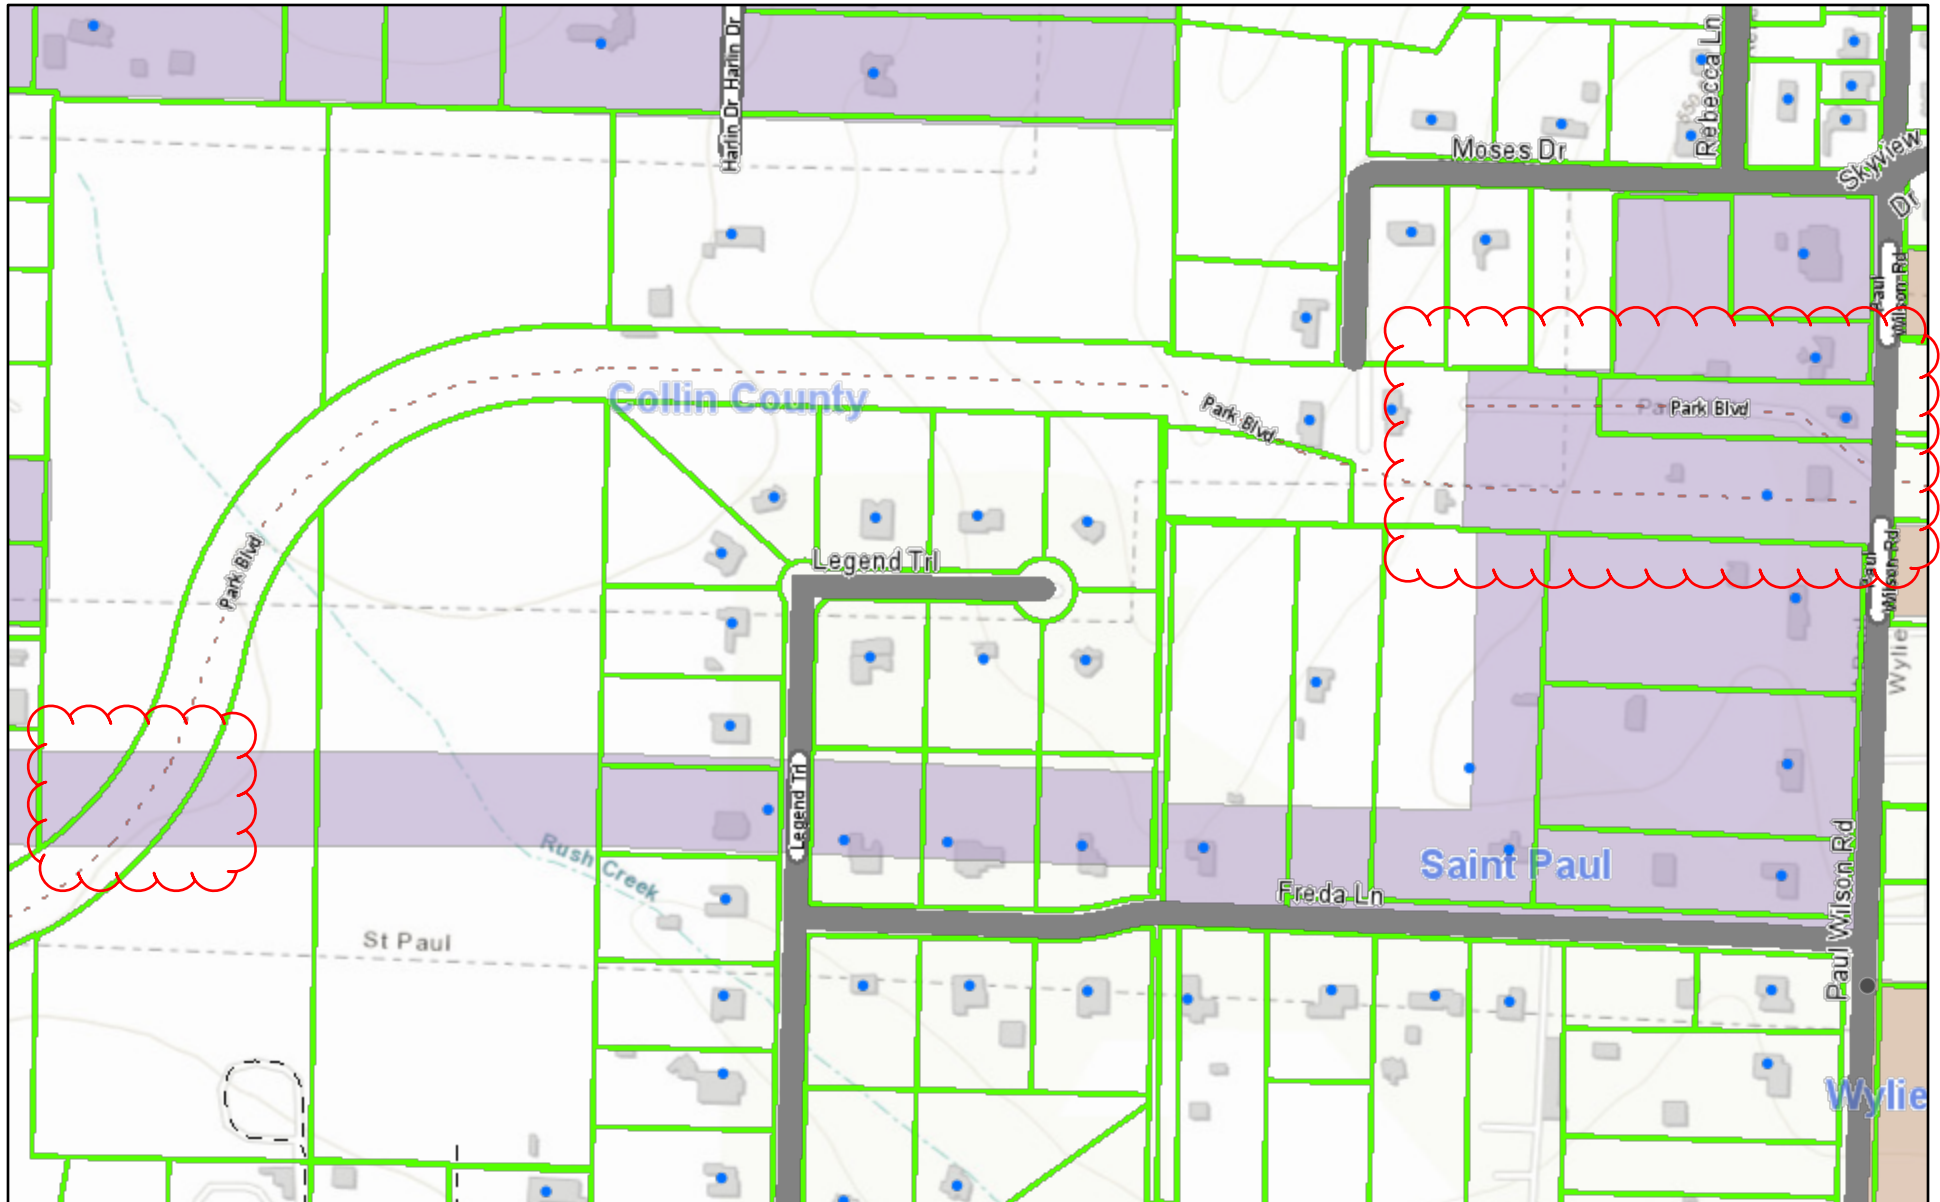 Harlin Dr Harlin Dr
Rebecca Ln
Moses Dr
Skyview
Dr
Paul
Wilson Rd
Collin County
Park Blvd
Park Blvd
Park Blvd
Legend Trl
Paul
Wilson Rd
Wylie
Legend Trl
Rush Creek
Saint Paul
Freda Ln
Paul Wilson Rd
St Paul
Wylie